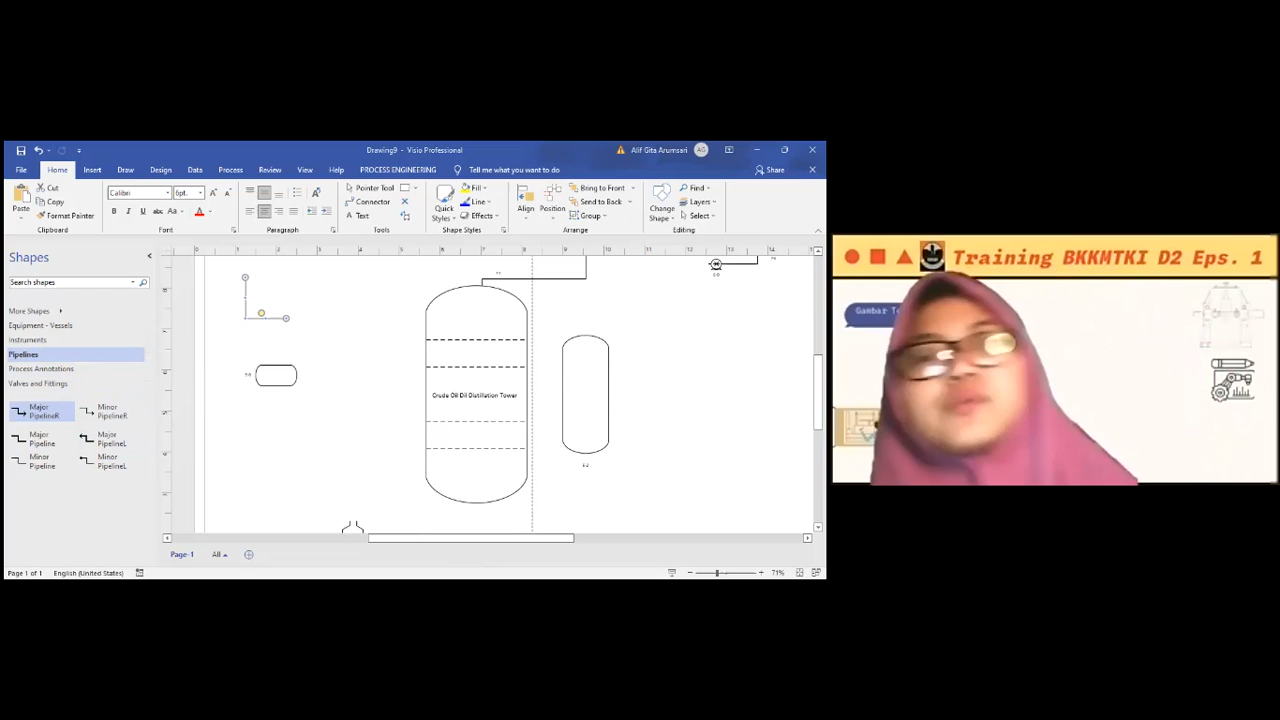 Drawing9 - Visio Professional
Alif Gita Arumsari
AG
File
Home
Insert
Draw
Design
Data
Process
Review
View
Help
PROCESS ENGINEERING
Tell me what you want to do
Share
Paste
Cut
Copy
Format Painter
Clipboard
Calibri
6pt.
Font
Paragraph
Pointer Tool
Connector
Text
Tools
Quick
Styles
Fill
Line
Effects
Shape Styles
Align
Position
Bring to Front
Send to Back
Group
Arrange
Change
Shape
Find
Layers
Select
Editing
Shapes
Search shapes
More Shapes
Equipment - Vessels
Instruments
Pipelines
Process Annotations
Valves and Fittings
Major
PipelineR
Minor
PipelineR
Major
Pipeline
Major
PipelineL
Minor
Pipeline
Minor
PipelineL
Crude Oil Oil Distillation Tower
Page-1
All
Page 1 of 1
English (United States)
71%
Training BKKMTKI D2 Eps. 1
Gambar Te